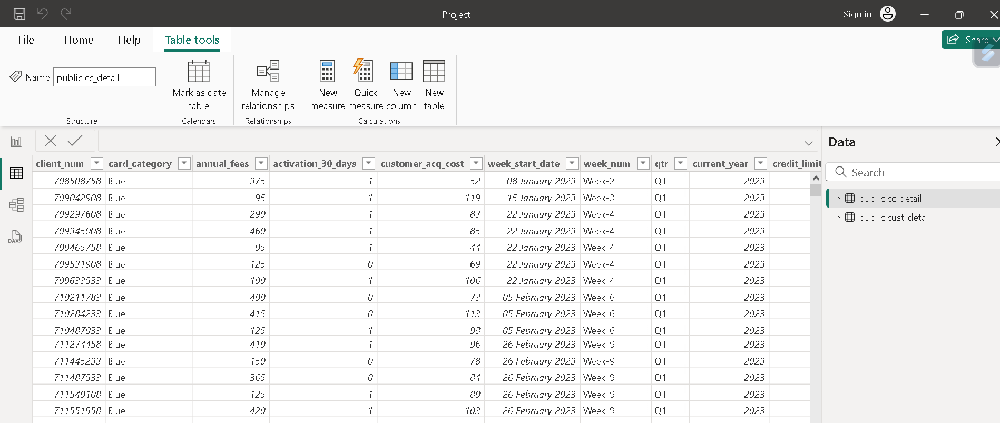 Project
Sign in
File Home Help Table tools
Share
Name public cc_detail
Mark as date table
Manage relationships
New measure
Quick measure
New column
New table
Structure Calendars Relationships Calculations
Data
Search
public cc_detail
public cust_detail
DAX
client_num card_category annual_fees activation_30_days customer_acq_cost week_start_date week_num qtr current_year credit_limit
708508758 Blue 375 1 52 08 January 2023 Week-2 Q1 2023
709042908 Blue 95 1 119 15 January 2023 Week-3 Q1 2023
709297608 Blue 290 1 83 22 January 2023 Week-4 Q1 2023
709345008 Blue 460 1 85 22 January 2023 Week-4 Q1 2023
709465758 Blue 95 1 44 22 January 2023 Week-4 Q1 2023
709531908 Blue 125 0 69 22 January 2023 Week-4 Q1 2023
709633533 Blue 100 1 106 22 January 2023 Week-4 Q1 2023
710211783 Blue 400 0 73 05 February 2023 Week-6 Q1 2023
710284233 Blue 415 0 113 05 February 2023 Week-6 Q1 2023
710487033 Blue 125 1 98 05 February 2023 Week-6 Q1 2023
711274458 Blue 410 1 96 26 February 2023 Week-9 Q1 2023
711445233 Blue 150 0 78 26 February 2023 Week-9 Q1 2023
711487533 Blue 365 0 84 26 February 2023 Week-9 Q1 2023
711540108 Blue 125 1 80 26 February 2023 Week-9 Q1 2023
711551958 Blue 420 1 103 26 February 2023 Week-9 Q1 2023